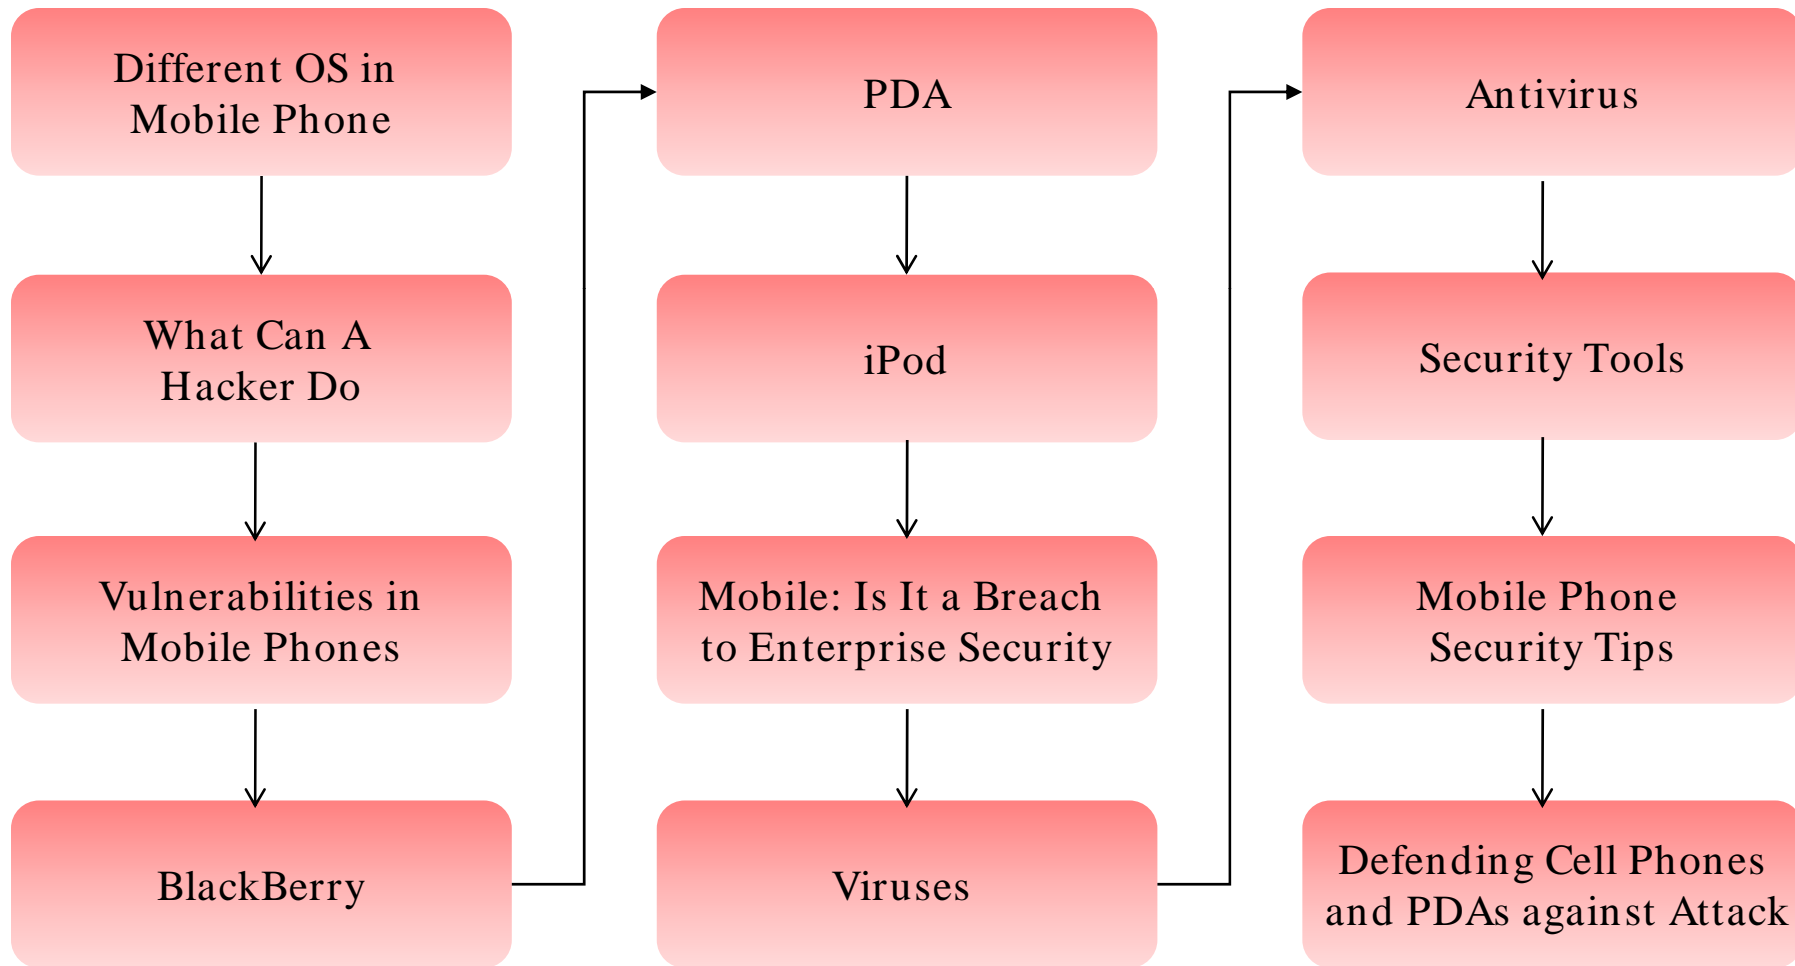 Different OS in
Mobile Phone
What Can A
Hacker Do
Vulnerabilities in
Mobile Phones
BlackBerry
PDA
iPod
Mobile: Is It a Breach
to Enterprise Security
Viruses
Antivirus
Security Tools
Mobile Phone
Security Tips
Defending Cell Phones
and PDAs against Attack